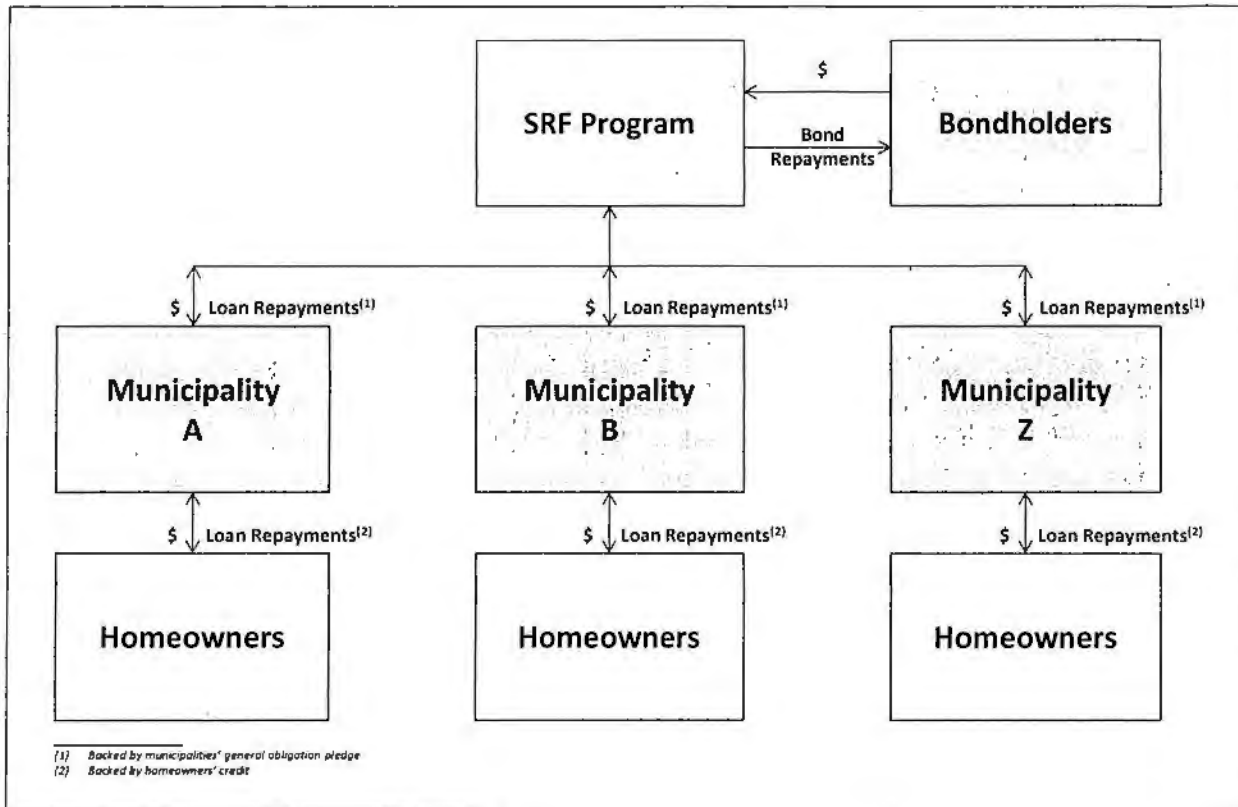 $
SRF Program
Bondholders
Bond
Repayments
$ Loan Repayments(1)
$ Loan Repayments(1)
$ Loan Repayments(1)
Municipality
A
Municipality
B
Municipality
Z
$ Loan Repayments(2)
$ Loan Repayments(2)
$ Loan Repayments(2)
Homeowners
Homeowners
Homeowners
(1) Backed by municipalities' general obligation pledge
(2) Backed by homeowners' credit